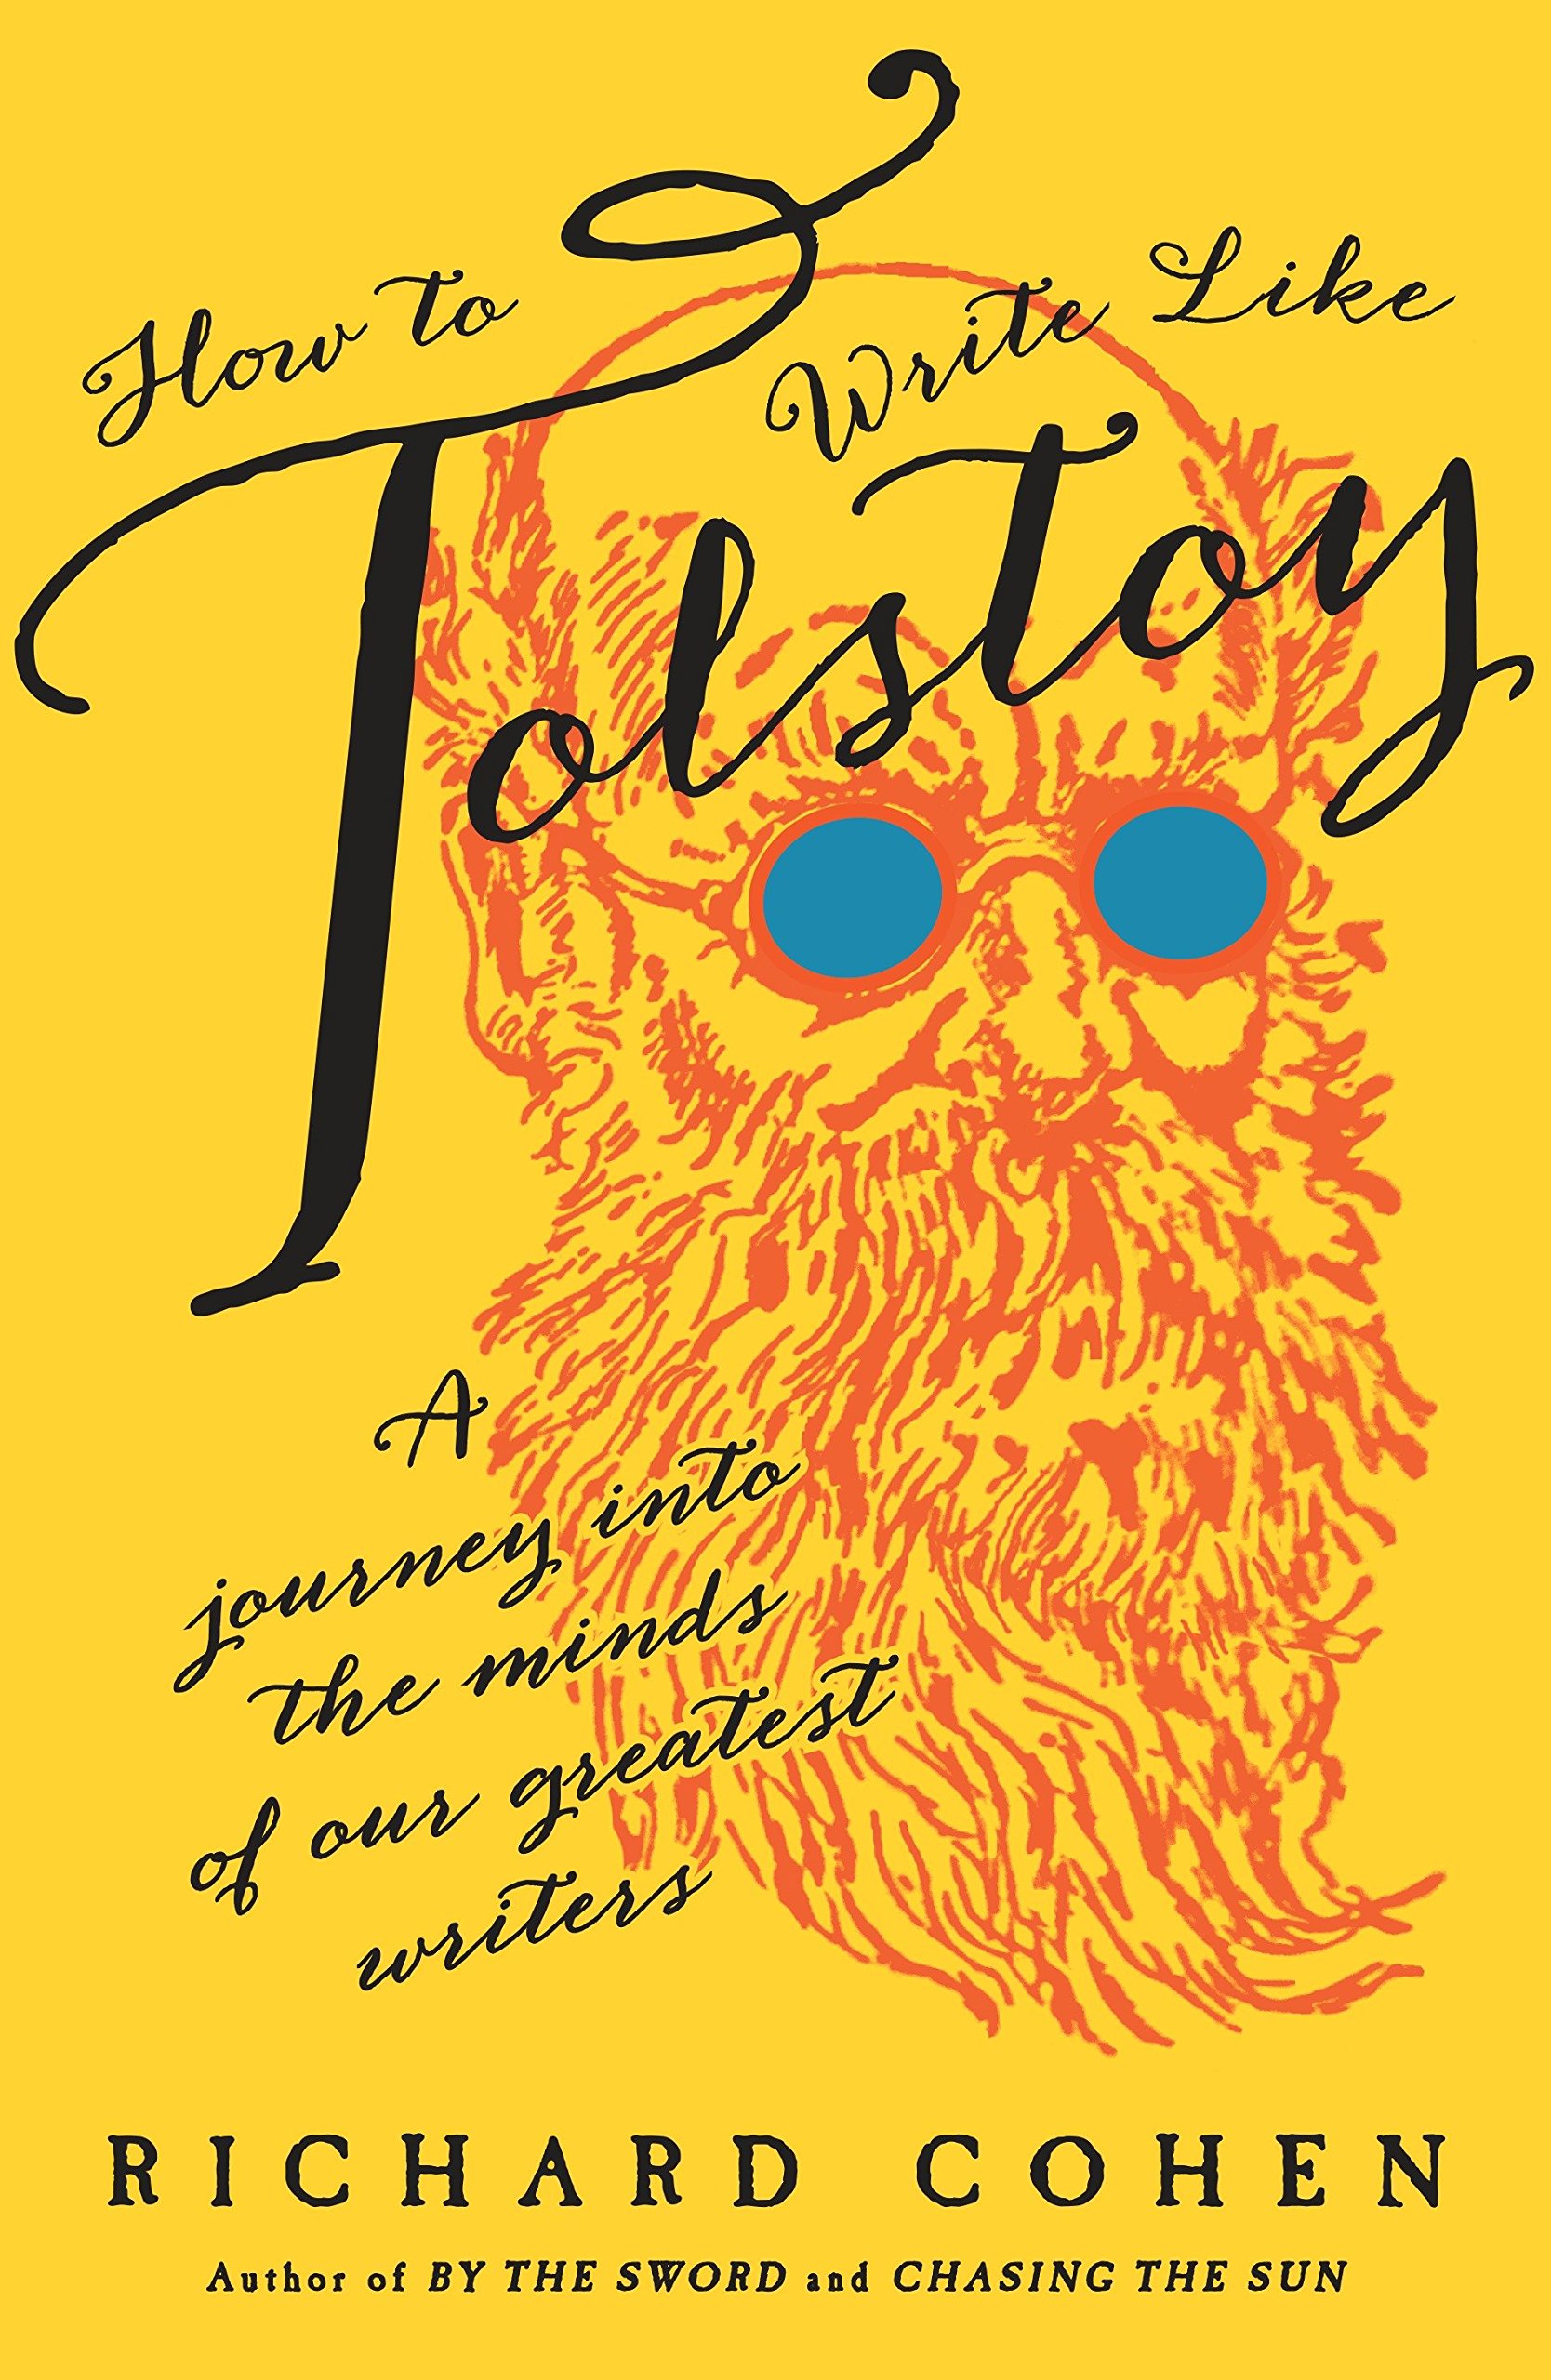 How to Write Like
Tolstoy
A
journey into
the minds
of our greatest
writers
RICHARD COHEN
Author of BY THE SWORD and CHASING THE SUN